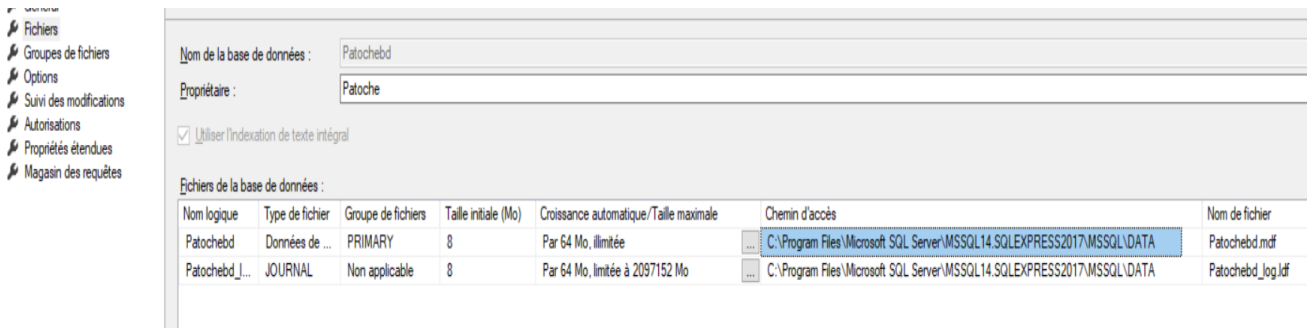 Général
Fichiers
Groupes de fichiers
Options
Suivi des modifications
Autorisations
Propriétés étendues
Magasin des requêtes
Nom de la base de données : Patochebd
Propriétaire : Patoche
Utiliser l'indexation de texte intégral
Fichiers de la base de données :
Nom logique Type de fichier Groupe de fichiers Taille initiale (Mo) Croissance automatique/Taille maximale Chemin d'accès Nom de fichier
Patochebd Données de ... PRIMARY 8 Par 64 Mo, illimitée ... C:\Program Files\Microsoft SQL Server\MSSQL14.SQLEXPRESS2017\MSSQL\DATA Patochebd.mdf
Patochebd_l... JOURNAL Non applicable 8 Par 64 Mo, limitée à 2097152 Mo ... C:\Program Files\Microsoft SQL Server\MSSQL14.SQLEXPRESS2017\MSSQL\DATA Patochebd_log.ldf